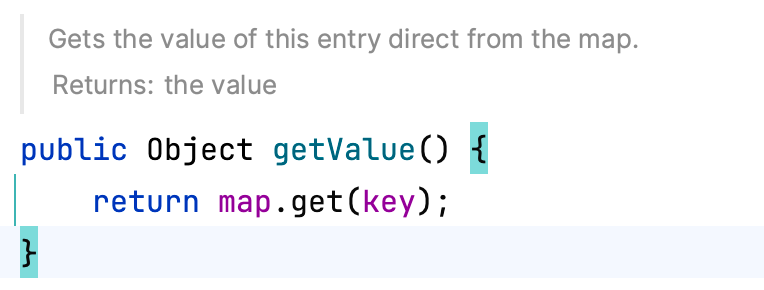 Gets the value of this entry direct from the map.
Returns: the value
public Object getValue() {
    return map.get(key);
}